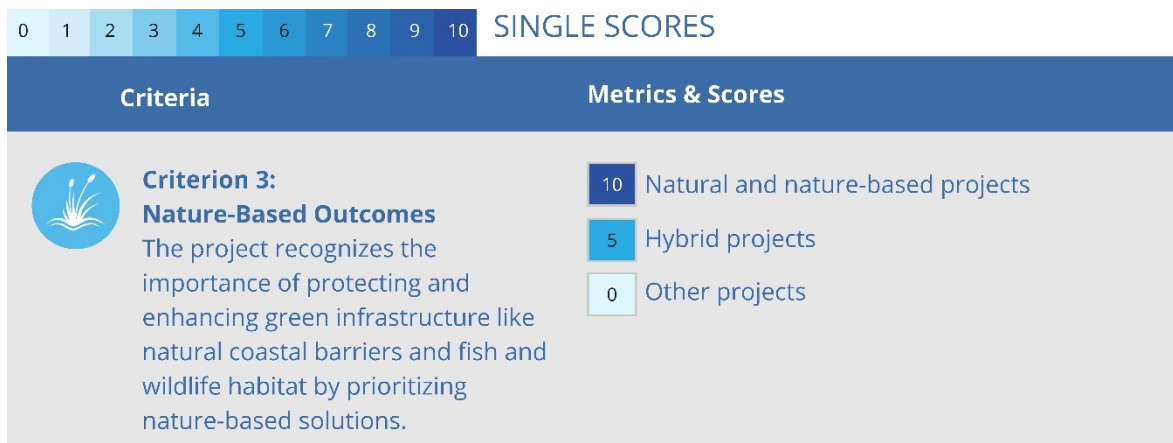 0 1 2 3 4 5 6 7 8 9 10 SINGLE SCORES
Criteria Metrics & Scores
Criterion 3:
Nature-Based Outcomes
The project recognizes the
importance of protecting and
enhancing green infrastructure like
natural coastal barriers and fish and
wildlife habitat by prioritizing
nature-based solutions.
10 Natural and nature-based projects
5 Hybrid projects
0 Other projects